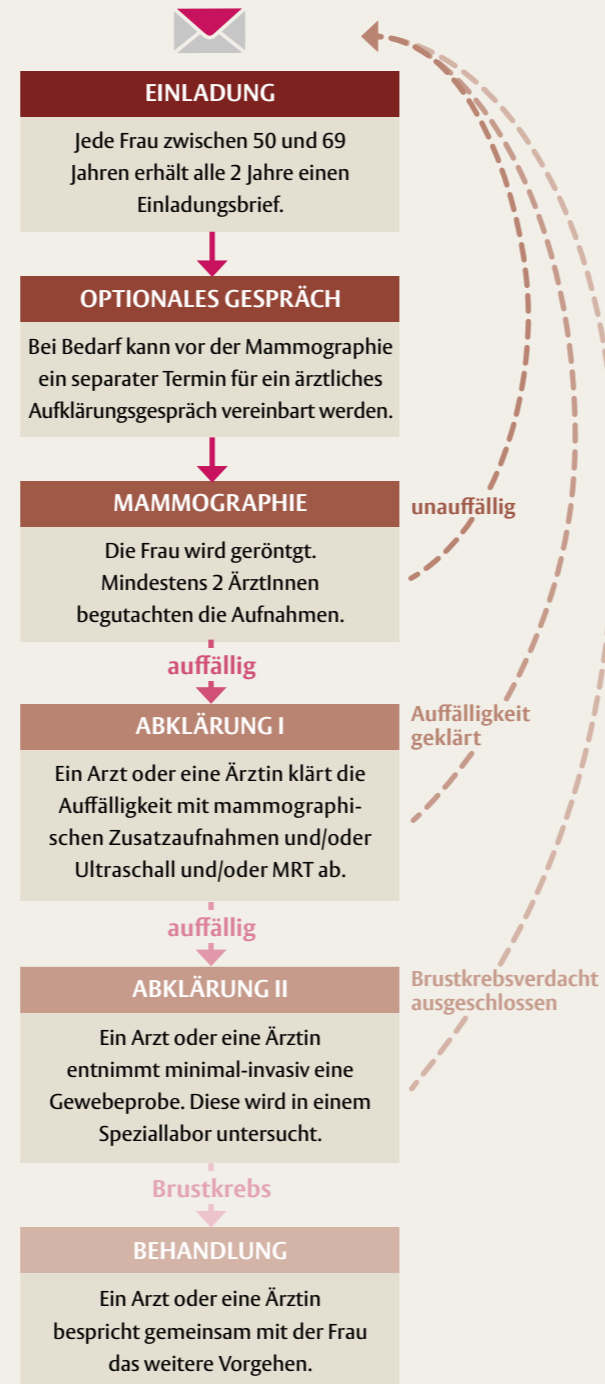 EINLADUNG
Jede Frau zwischen 50 und 69
Jahren erhält alle 2 Jahre einen
Einladungsbrief.
OPTIONALES GESPRÄCH
Bei Bedarf kann vor der Mammographie
ein separater Termin für ein ärztliches
Aufklärungsgespräch vereinbart werden.
MAMMOGRAPHIE
unauffällig
Die Frau wird geröntgt.
Mindestens 2 ÄrztInnen
begutachten die Aufnahmen.
auffällig
ABKLÄRUNG I
Auffälligkeit
geklärt
Ein Arzt oder eine Ärztin klärt die
Auffälligkeit mit mammographi-
schen Zusatzaufnahmen und/oder
Ultraschall und/oder MRT ab.
auffällig
ABKLÄRUNG II
Brustkrebsverdacht
ausgeschlossen
Ein Arzt oder eine Ärztin
entnimmt minimal-invasiv eine
Gewebeprobe. Diese wird in einem
Speziallabor untersucht.
Brustkrebs
BEHANDLUNG
Ein Arzt oder eine Ärztin
bespricht gemeinsam mit der Frau
das weitere Vorgehen.